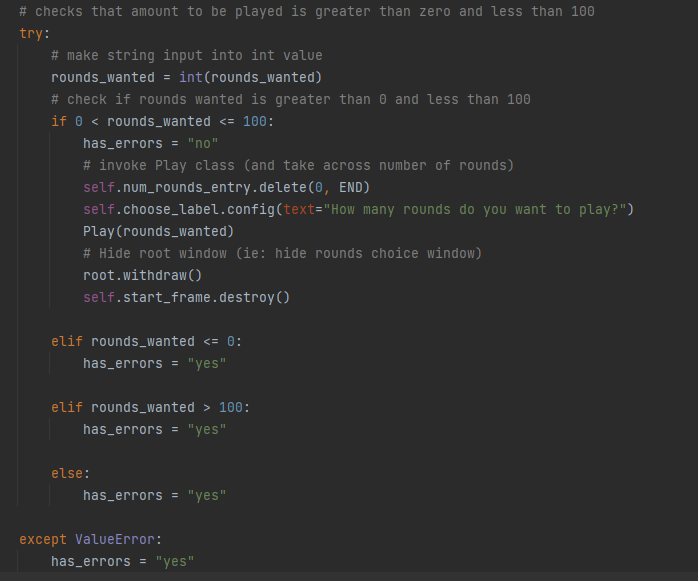 # checks that amount to be played is greater than zero and less than 100
try:
    # make string input into int value
    rounds_wanted = int(rounds_wanted)
    # check if rounds wanted is greater than 0 and less than 100
    if 0 < rounds_wanted <= 100:
        has_errors = "no"
        # invoke Play class (and take across number of rounds)
        self.num_rounds_entry.delete(0, END)
        self.choose_label.config(text="How many rounds do you want to play?")
        Play(rounds_wanted)
        # Hide root window (ie: hide rounds choice window)
        root.withdraw()
        self.start_frame.destroy()

    elif rounds_wanted <= 0:
        has_errors = "yes"

    elif rounds_wanted > 100:
        has_errors = "yes"

    else:
        has_errors = "yes"

except ValueError:
    has_errors = "yes"